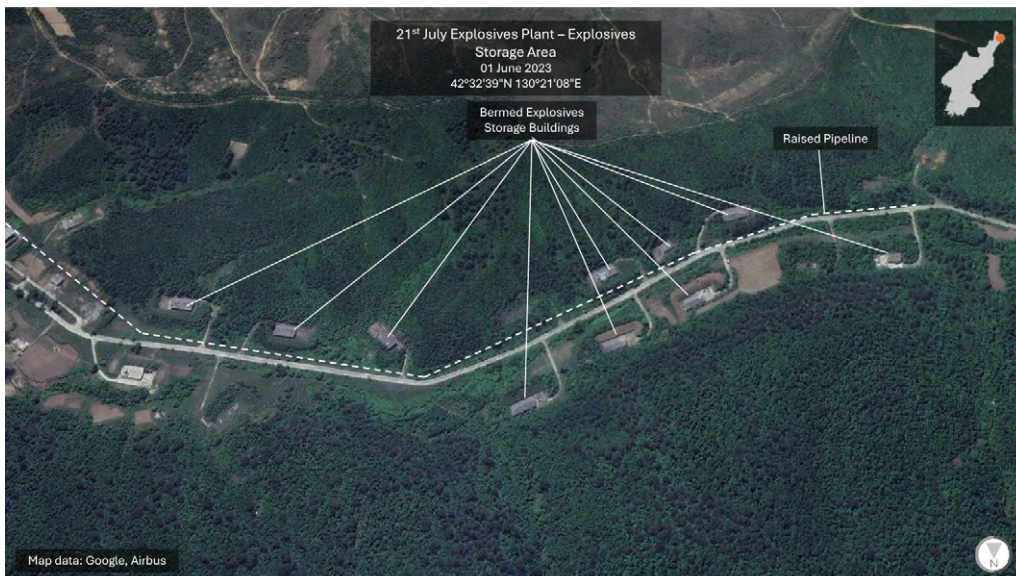 21st July Explosives Plant – Explosives
Storage Area
01 June 2023
42°32'39"N 130°21'08"E
Bermed Explosives
Storage Buildings
Raised Pipeline
Map data: Google, Airbus
N